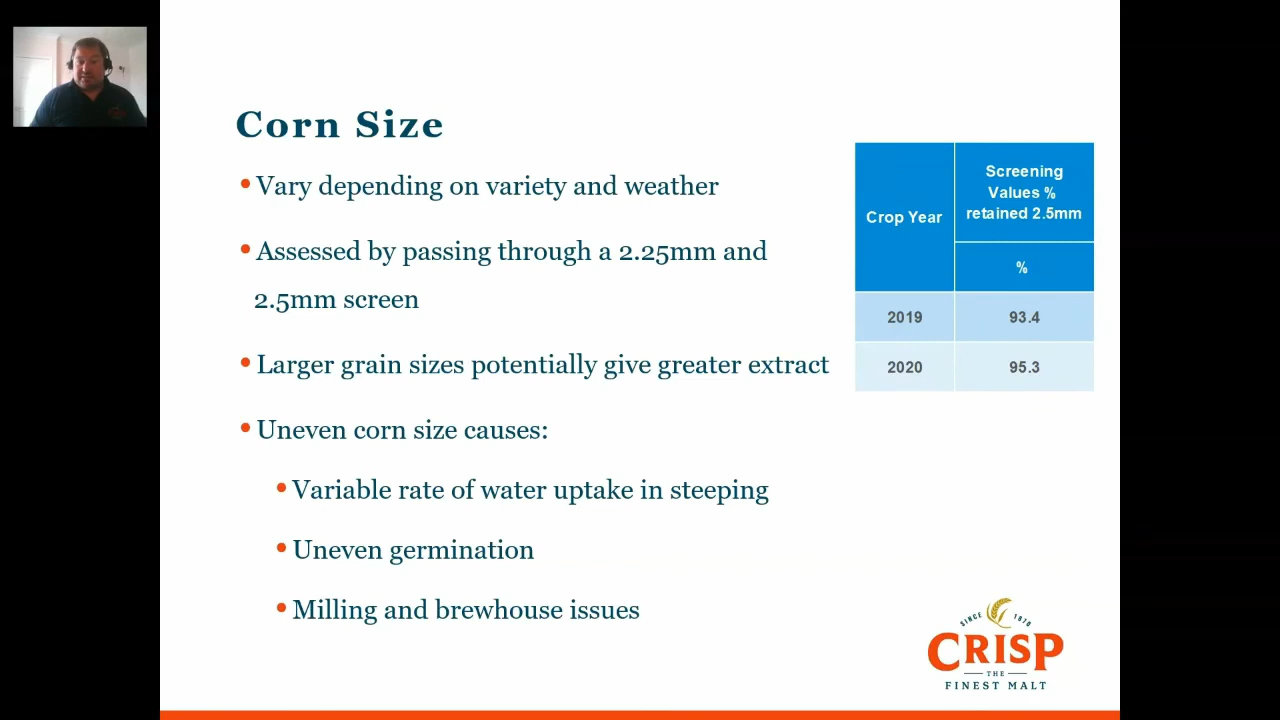 Corn Size
• Vary depending on variety and weather
• Assessed by passing through a 2.25mm and
2.5mm screen
• Larger grain sizes potentially give greater extract
• Uneven corn size causes:
• Variable rate of water uptake in steeping
• Uneven germination
• Milling and brewhouse issues
Crop Year
Screening
Values %
retained 2.5mm
%
2019 93.4
2020 95.3
SINCE 1870
CRISP
THE
FINEST MALT
CRISP